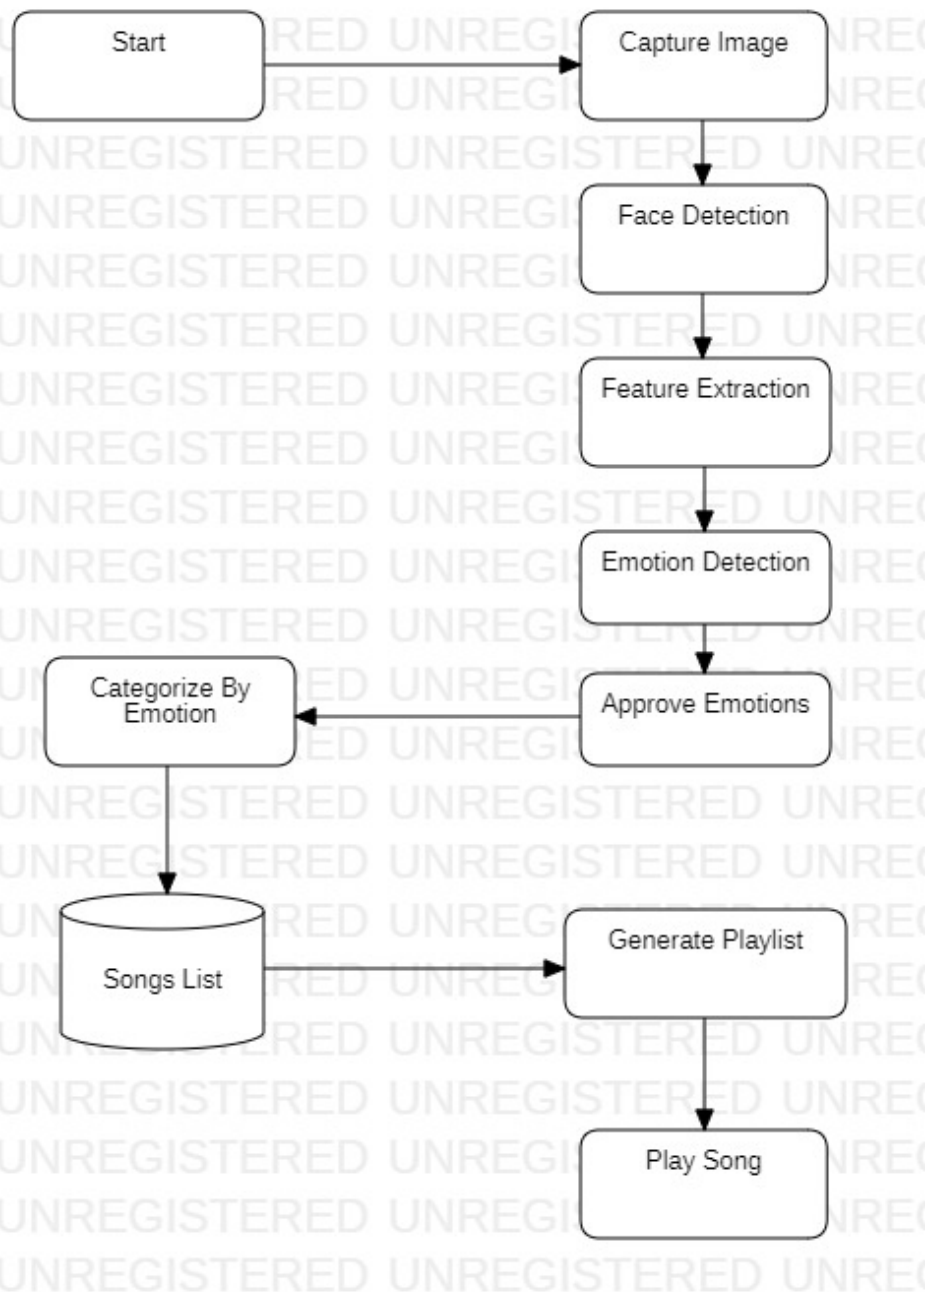 Start
Capture Image
Face Detection
Feature Extraction
Emotion Detection
Approve Emotions
Categorize By
Emotion
Songs List
Generate Playlist
Play Song
UNREGISTERED UNREGISTERED